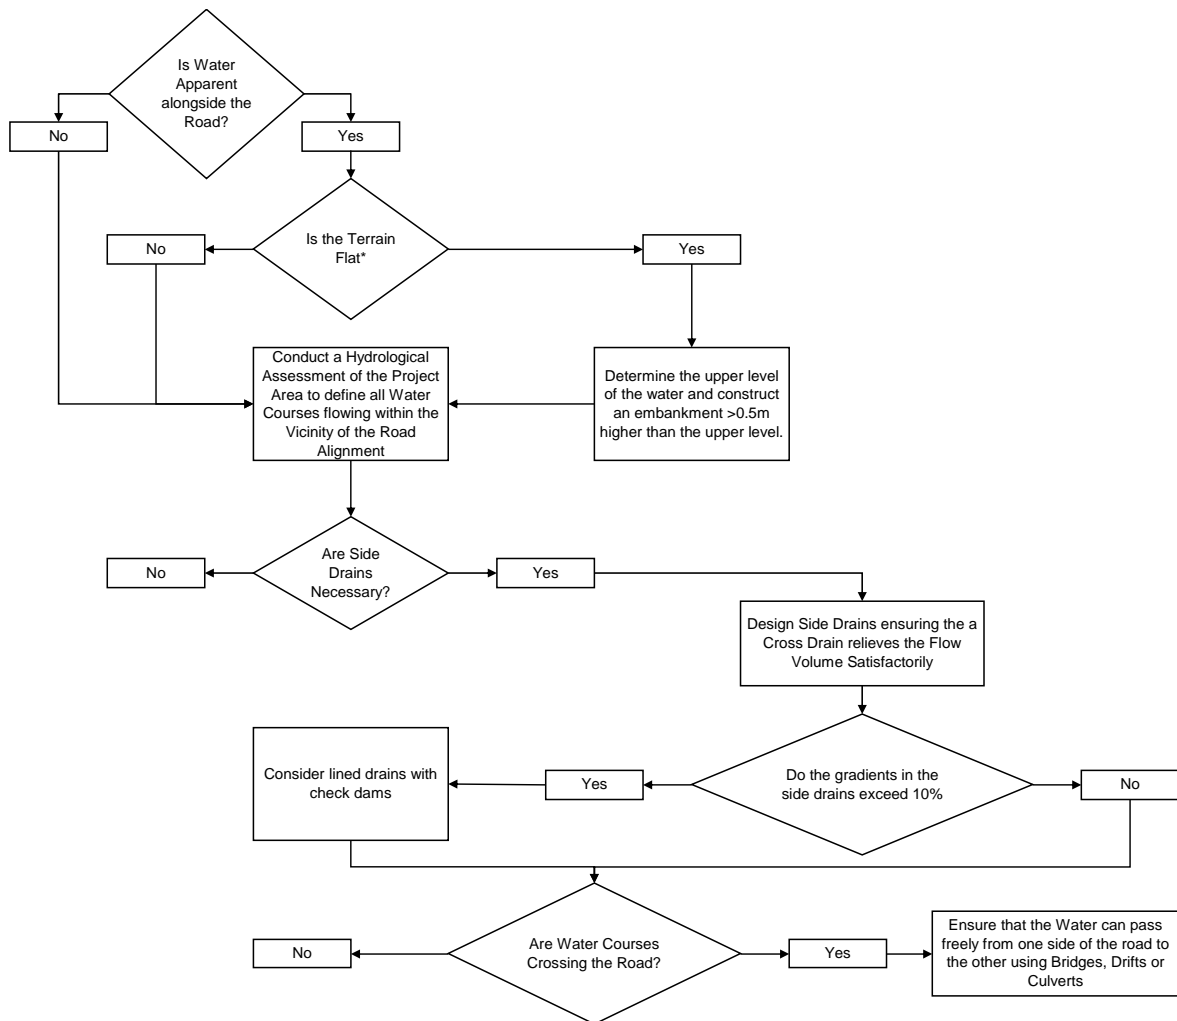 Is Water
Apparent
alongside the
Road?
No
Yes
Is the Terrain
Flat*
No
Yes
Conduct a Hydrological
Assessment of the Project
Area to define all Water
Courses flowing within the
Vicinity of the Road
Alignment
Determine the upper level
of the water and construct
an embankment >0.5m
higher than the upper level.
Are Side
Drains
Necessary?
No
Yes
Design Side Drains ensuring the a
Cross Drain relieves the Flow
Volume Satisfactorily
Do the gradients in the
side drains exceed 10%
Yes
No
Consider lined drains with
check dams
Are Water Courses
Crossing the Road?
No
Yes
Ensure that the Water can pass
freely from one side of the road to
the other using Bridges, Drifts or
Culverts